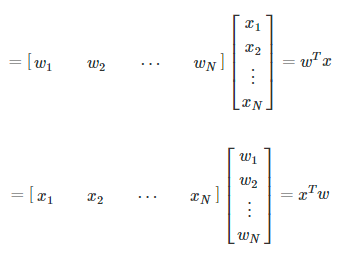 = [ w₁ w₂ ⋯ w_N ] [ x₁ x₂ ⋮ x_N ] = wᵀx
= [ x₁ x₂ ⋯ x_N ] [ w₁ w₂ ⋮ w_N ] = xᵀw